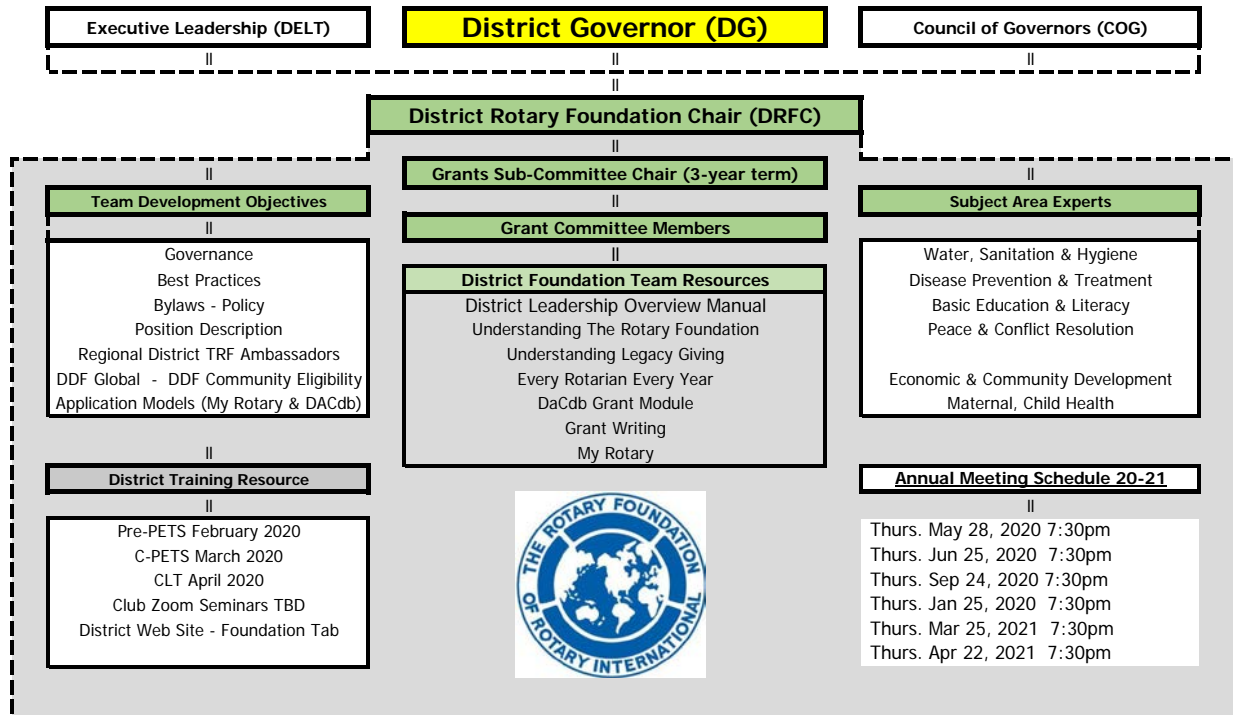 Executive Leadership (DELT)
District Governor (DG)
Council of Governors (COG)
II
II
II
II
District Rotary Foundation Chair (DRFC)
II
Grants Sub-Committee Chair (3-year term)
II
Grant Committee Members
II
District Foundation Team Resources
District Leadership Overview Manual
Understanding The Rotary Foundation
Understanding Legacy Giving
Every Rotarian Every Year
DaCdb Grant Module
Grant Writing
My Rotary
II
Team Development Objectives
II
Governance
Best Practices
Bylaws - Policy
Position Description
Regional District TRF Ambassadors
DDF Global - DDF Community Eligibility
Application Models (My Rotary & DACdb)
II
District Training Resource
II
Pre-PETS February 2020
C-PETS March 2020
CLT April 2020
Club Zoom Seminars TBD
District Web Site - Foundation Tab
THE ROTARY FOUNDATION
OF ROTARY INTERNATIONAL
II
Subject Area Experts
Water, Sanitation & Hygiene
Disease Prevention & Treatment
Basic Education & Literacy
Peace & Conflict Resolution
Economic & Community Development
Maternal, Child Health
Annual Meeting Schedule 20-21
II
Thurs. May 28, 2020 7:30pm
Thurs. Jun 25, 2020 7:30pm
Thurs. Sep 24, 2020 7:30pm
Thurs. Jan 25, 2020 7:30pm
Thurs. Mar 25, 2021 7:30pm
Thurs. Apr 22, 2021 7:30pm